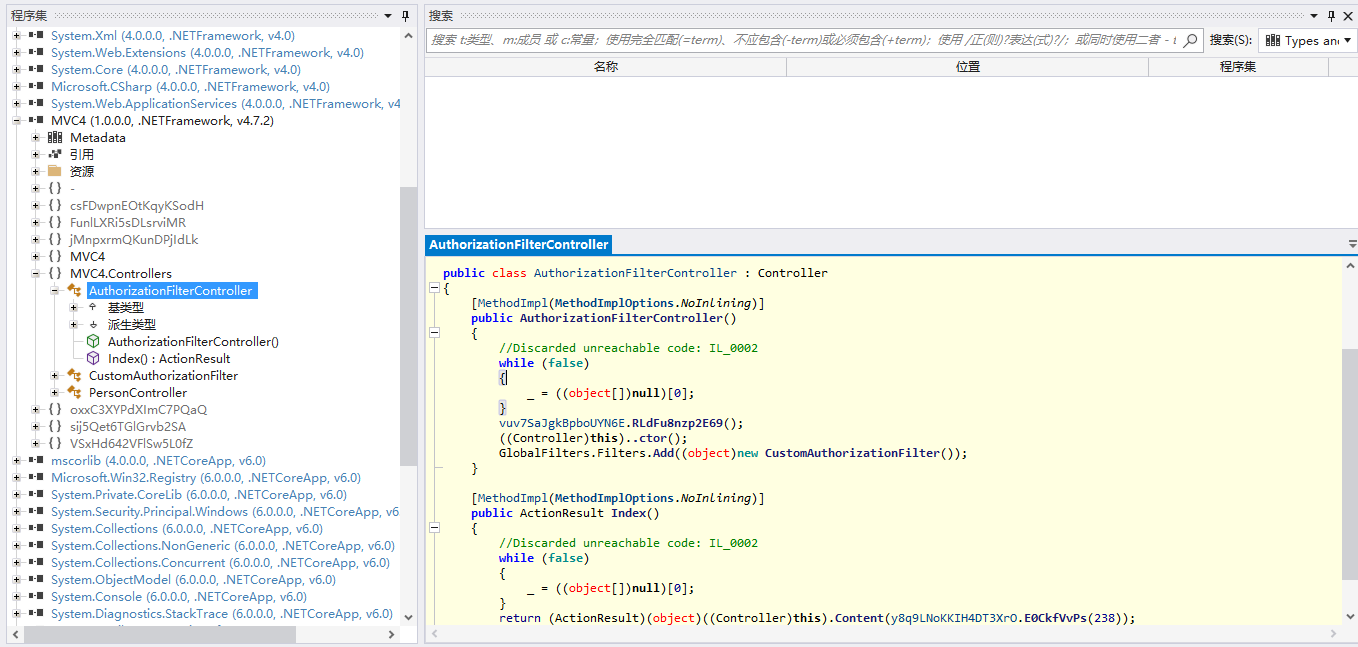 程序集
System.Xml (4.0.0.0, .NETFramework, v4.0)
System.Web.Extensions (4.0.0.0, .NETFramework, v4.0)
System.Core (4.0.0.0, .NETFramework, v4.0)
Microsoft.CSharp (4.0.0.0, .NETFramework, v4.0)
System.Web.ApplicationServices (4.0.0.0, .NETFramework, v4
MVC4 (1.0.0.0, .NETFramework, v4.7.2)
Metadata
引用
资源
-
csFDwpnEOtKqyKSodH
FunlLXRi5sDLsrviMR
jMnpxrmQKunDPjIdLk
MVC4
MVC4.Controllers
AuthorizationFilterController
基类型
派生类型
AuthorizationFilterController()
Index() : ActionResult
CustomAuthorizationFilter
PersonController
oxxC3XYPdXImC7PQaQ
sij5Qet6TGlGrvb2SA
VSxHd642VFlSw5L0fZ
mscorlib (4.0.0.0, .NETCoreApp, v6.0)
Microsoft.Win32.Registry (6.0.0.0, .NETCoreApp, v6.0)
System.Private.CoreLib (6.0.0.0, .NETCoreApp, v6.0)
System.Security.Principal.Windows (6.0.0.0, .NETCoreApp, v6
System.Collections (6.0.0.0, .NETCoreApp, v6.0)
System.Collections.NonGeneric (6.0.0.0, .NETCoreApp, v6.0)
System.Collections.Concurrent (6.0.0.0, .NETCoreApp, v6.0)
System.ObjectModel (6.0.0.0, .NETCoreApp, v6.0)
System.Console (6.0.0.0, .NETCoreApp, v6.0)
System.Diagnostics.StackTrace (6.0.0.0, .NETCoreApp, v6.0)
搜索
搜索 t:类型、m:成员 或 c:常量；使用完全匹配(=term)、不应包含(-term)或必须包含(+term)；使用 /正(则)?表达(式)?/；或同时使用二者 - t
搜索(S):
Types an
名称 位置 程序集
AuthorizationFilterController
public class AuthorizationFilterController : Controller
{
[MethodImpl(MethodImplOptions.NoInlining)]
public AuthorizationFilterController()
{
//Discarded unreachable code: IL_0002
while (false)
{
_ = ((object[])null)[0];
}
vuv7SaJgkBpboUYN6E.RLdFu8nzp2E69();
((Controller)this)..ctor();
GlobalFilters.Filters.Add((object)new CustomAuthorizationFilter());
}
[MethodImpl(MethodImplOptions.NoInlining)]
public ActionResult Index()
{
//Discarded unreachable code: IL_0002
while (false)
{
_ = ((object[])null)[0];
}
return (ActionResult)(object)((Controller)this).Content(y8q9LNoKKIH4DT3XrO.E0CkfVvPs(238));